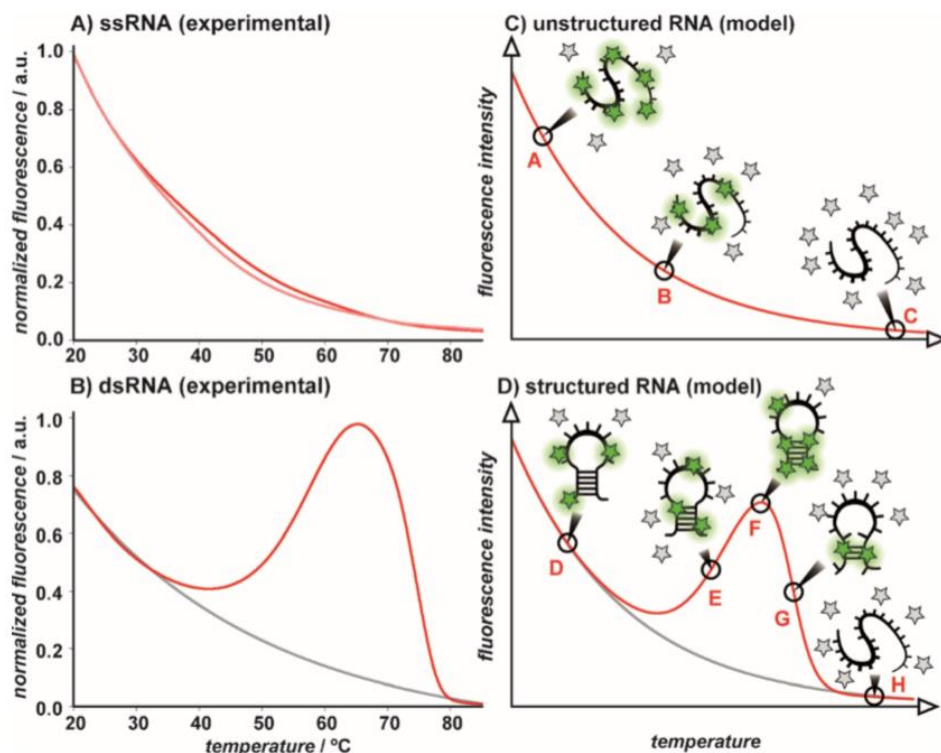 A) ssRNA (experimental)
normalized fluorescence / a.u.
1.0
0.8
0.6
0.4
0.2
0.0
20 30 40 50 60 70 80
B) dsRNA (experimental)
normalized fluorescence / a.u.
1.0
0.8
0.6
0.4
0.2
0.0
20 30 40 50 60 70 80
temperature / ºC
C) unstructured RNA (model)
fluorescence intensity
A
B
C
D) structured RNA (model)
fluorescence intensity
D
E
F
G
H
temperature